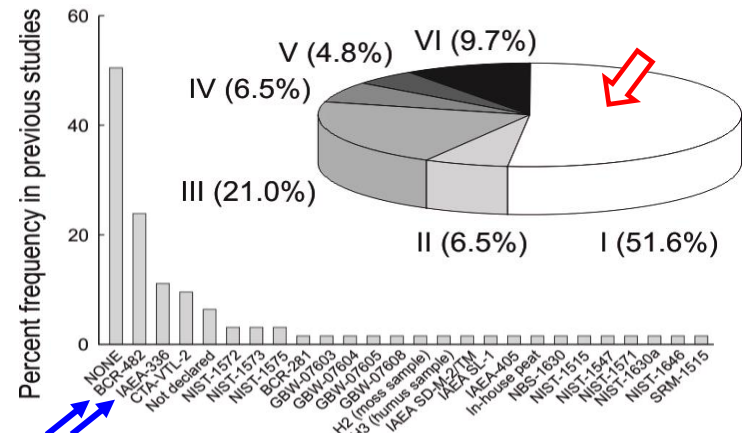 Percent frequency in previous studies
60
40
20
0
VI (9.7%)
V (4.8%)
IV (6.5%)
III (21.0%)
II (6.5%)
I (51.6%)
NONE
BCR-482
IAEA-336
CTA-VTL-2
Not declared
NIST-1572
NIST-1573
NIST-1575
BCR-281
GBW-07603
GBW-07604
GBW-07605
GBW-07608
H2 (moss sample)
H3 (humus sample)
IAEA SD-M-2/TM
IAEA SL-1
IAEA-405
In-house peat
NBS-1630
NIST-1515
NIST-1547
NIST-1571
NIST-1630a
NIST-1646
SRM-1515